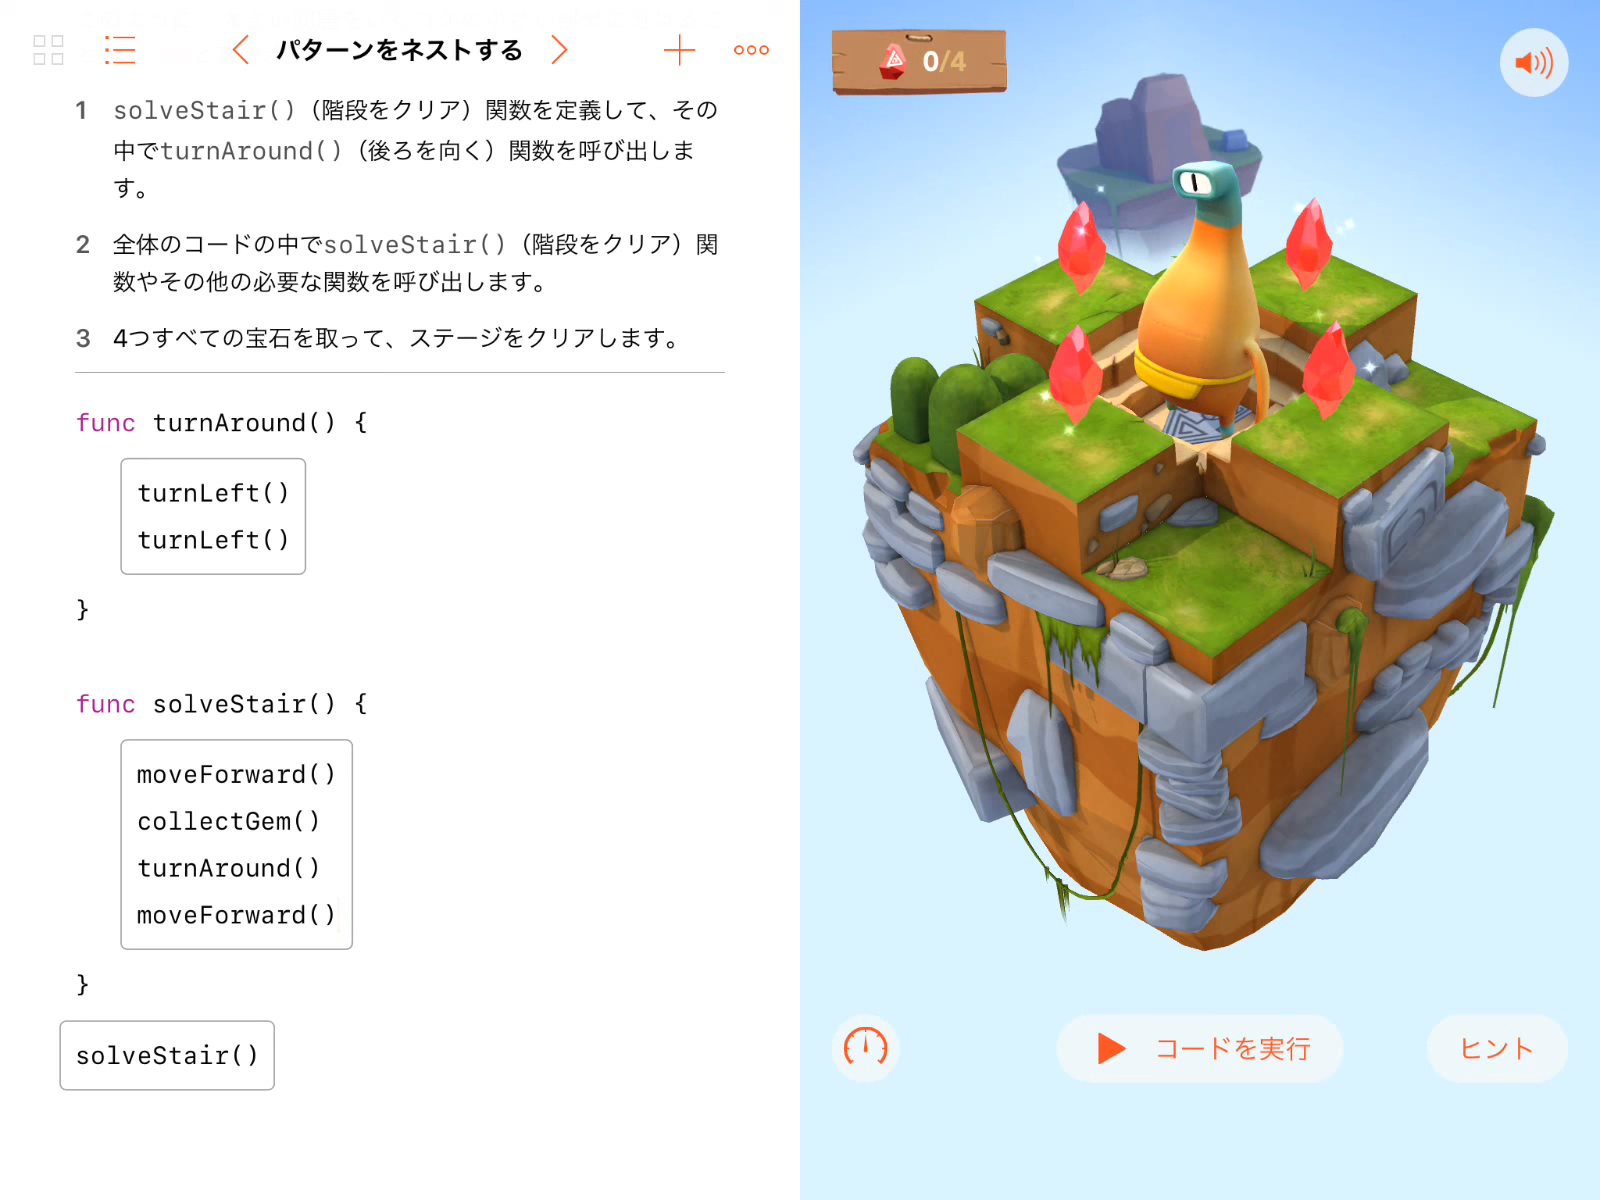 パターンをネストする
1 solveStair()（階段をクリア）関数を定義して、その
中でturnAround()（後ろを向く）関数を呼び出しま
す。
2 全体のコードの中でsolveStair()（階段をクリア）関
数やその他の必要な関数を呼び出します。
3 4つすべての宝石を取って、ステージをクリアします。
func turnAround() {
turnLeft()
turnLeft()
}
func solveStair() {
moveForward()
collectGem()
turnAround()
moveForward()
}
solveStair()
0/4
コードを実行
ヒント